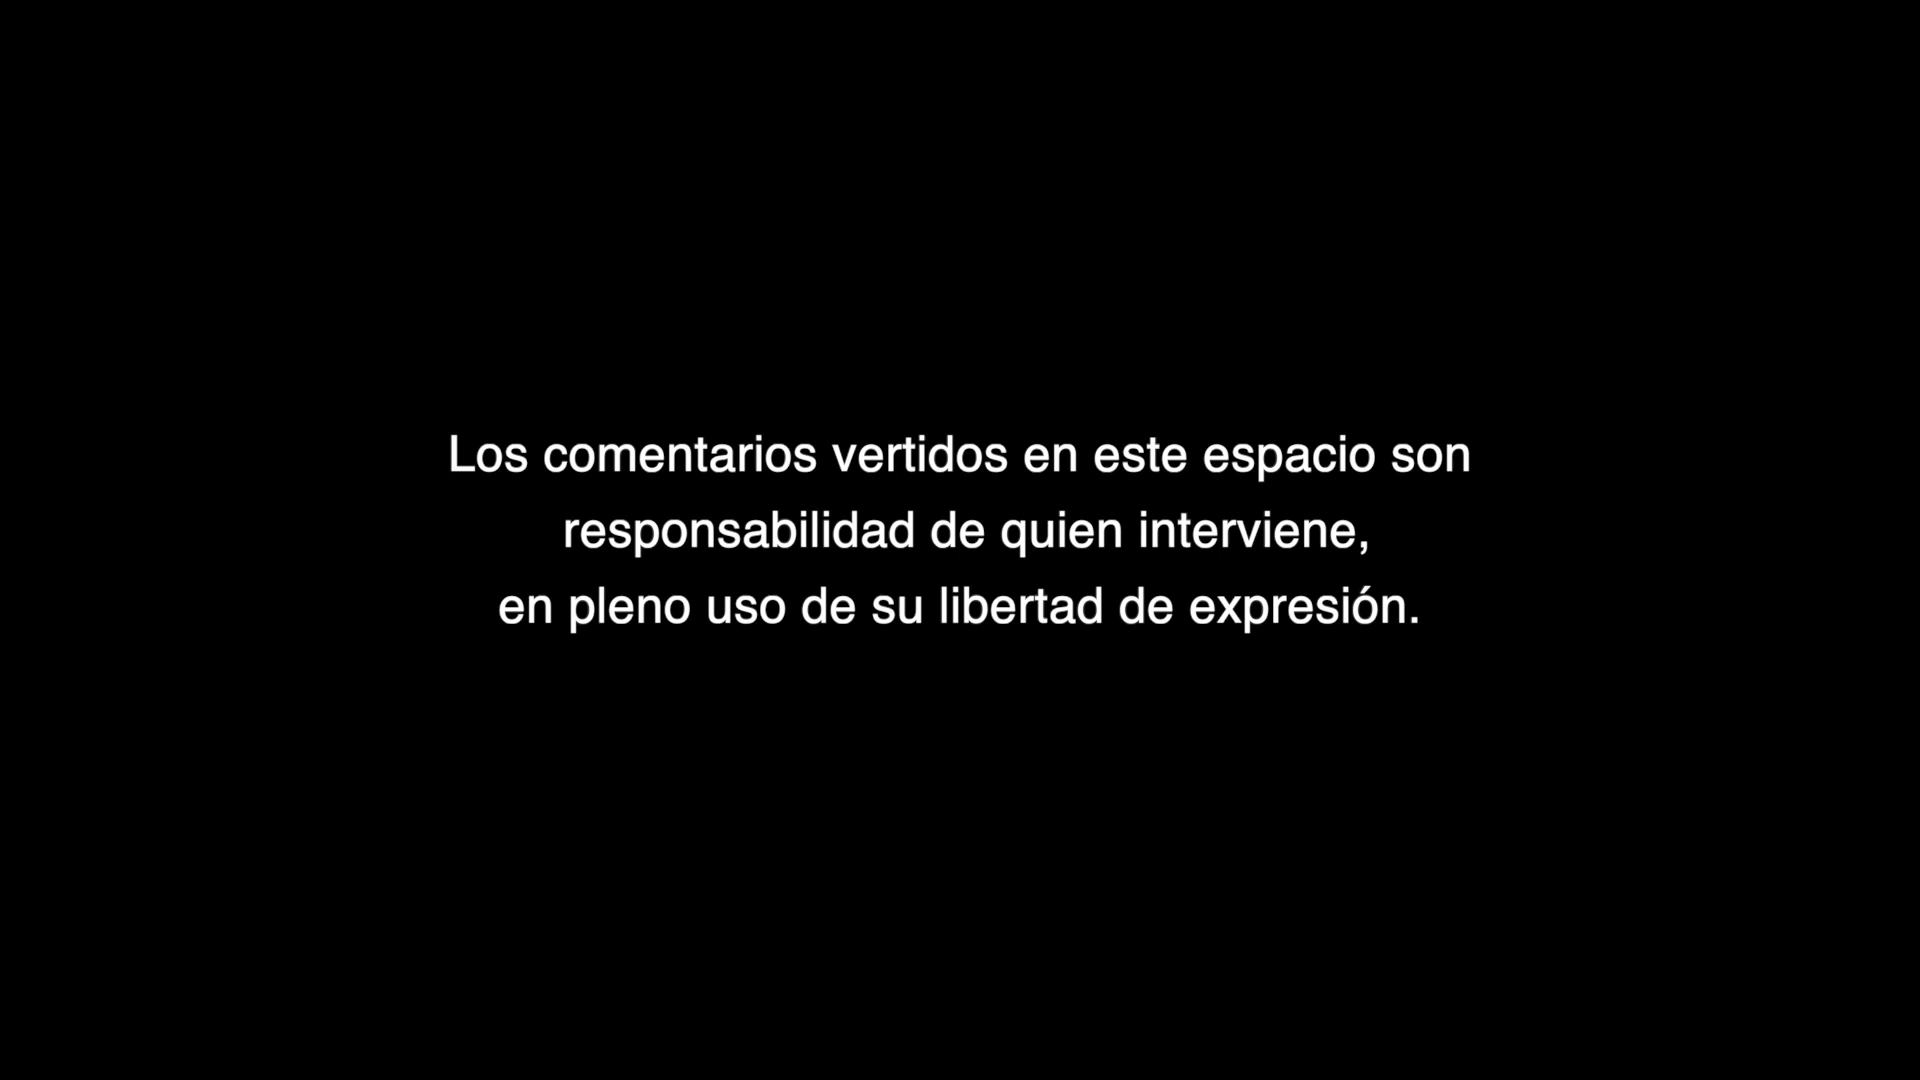 Los comentarios vertidos en este espacio son
responsabilidad de quien interviene,
en pleno uso de su libertad de expresión.